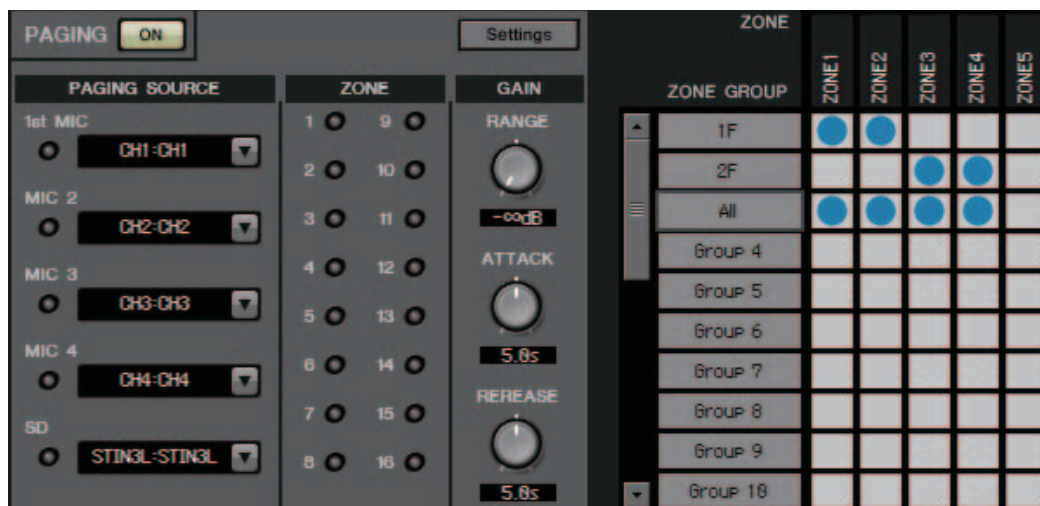 PAGING ON
Settings
PAGING SOURCE
1st MIC
CH1:CH1
MIC 2
CH2:CH2
MIC 3
CH3:CH3
MIC 4
CH4:CH4
SD
STIN3L:STIN3L
ZONE
1 9
2 10
3 11
4 12
5 13
6 14
7 15
8 16
GAIN
RANGE
-∞dB
ATTACK
5.0s
REREASE
5.0s
ZONE
ZONE GROUP
ZONE1
ZONE2
ZONE3
ZONE4
ZONE5
1F
2F
All
Group 4
Group 5
Group 6
Group 7
Group 8
Group 9
Group 10